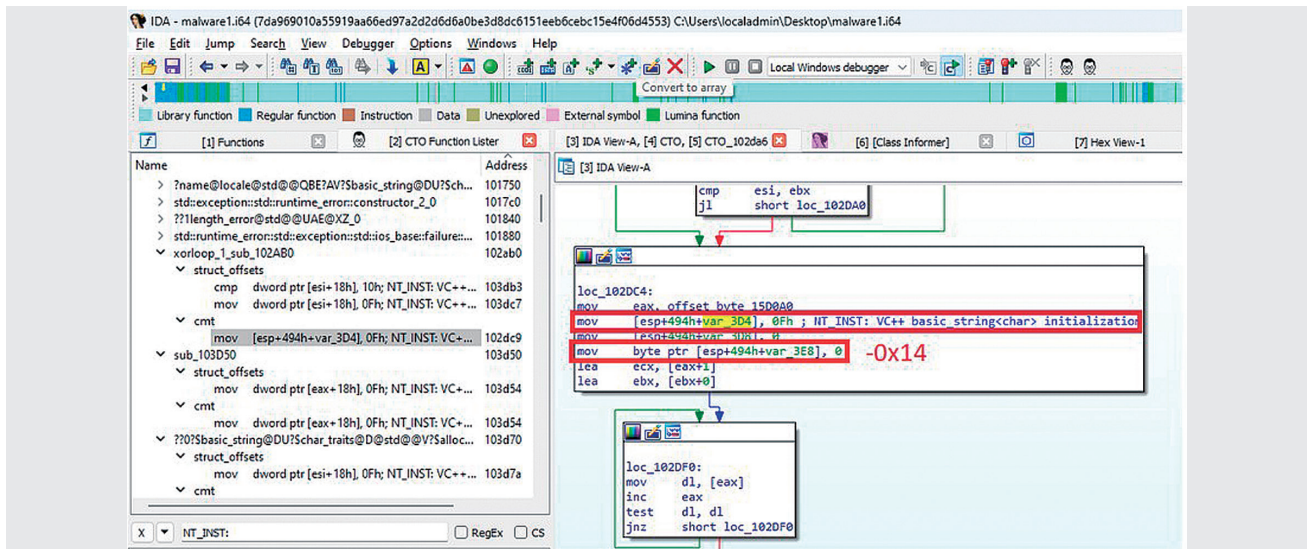 IDA - malware1.i64 (7da969010a55919aa66ed97a2d2d6d6a0be3d8dc6151eeb6cebc15e4f06d4553) C:\Users\localadmin\Desktop\malware1.i64
File Edit Jump Search View Debugger Options Windows Help
Local Windows debugger
Convert to array
Library function Regular function Instruction Data Unexplored External symbol Lumina function
[1] Functions [2] CTO Function Lister [3] IDA View-A, [4] CTO, [5] CTO_102da6 [6] [Class Informer] [7] Hex View-1
Name Address
?name@locale@std@@QBE?AV?$basic_string@DU?$ch... 101750
std::exception::std::runtime_error::constructor_2_0 1017c0
??1length_error@std@@UAE@XZ_0 101840
std::runtime_error::std::exception::std::ios_base::failure::... 101880
xorloop_1_sub_102AB0 102ab0
struct_offsets
cmp dword ptr [esi+18h], 10h; NT_INST: VC++... 103db3
mov dword ptr [esi+18h], 0Fh; NT_INST: VC++... 103dc7
cmt
mov [esp+494h+var_3D4], 0Fh; NT_INST: VC+... 102dc9
sub_103D50 103d50
struct_offsets
mov dword ptr [eax+18h], 0Fh; NT_INST: VC+... 103d54
cmt
mov dword ptr [eax+18h], 0Fh; NT_INST: VC+... 103d54
??0?$basic_string@DU?$char_traits@D@std@@V?$alloc... 103d70
struct_offsets
mov dword ptr [esi+18h], 0Fh; NT_INST: VC++... 103d7a
cmt
X NT_INST: RegEx CS
[3] IDA View-A
cmp esi, ebx
jl short loc_102DA0
loc_102DC4:
mov eax, offset byte_15D0A0
mov [esp+494h+var_3D4], 0Fh ; NT_INST: VC++ basic_string<char> initialization
mov [esp+494h+var_3D8], 0
mov byte ptr [esp+494h+var_3E8], 0
-0x14
lea ecx, [eax+1]
lea ebx, [ebx+0]
loc_102DF0:
mov dl, [eax]
inc eax
test dl, dl
jnz short loc_102DF0